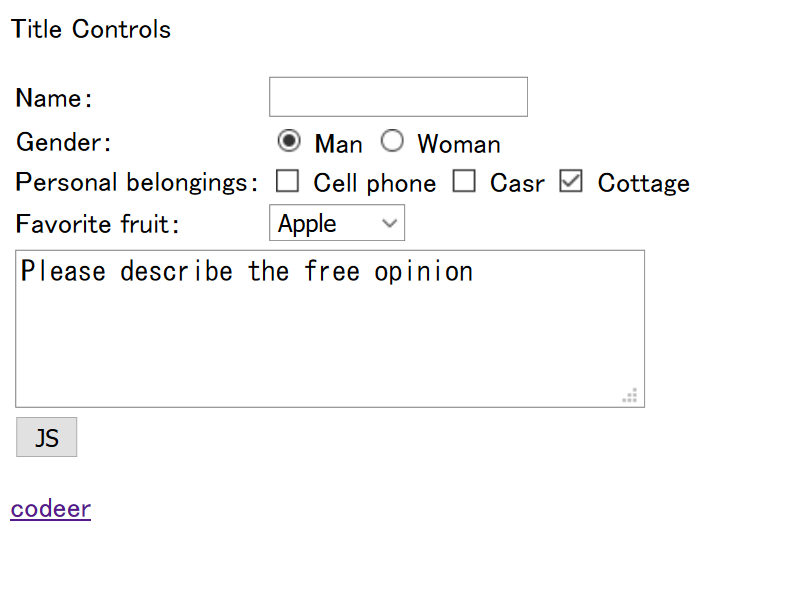 Title Controls
Name:
Gender: Man Woman
Personal belongings: Cell phone Casr Cottage
Favorite fruit: Apple
Please describe the free opinion
JS
codeer